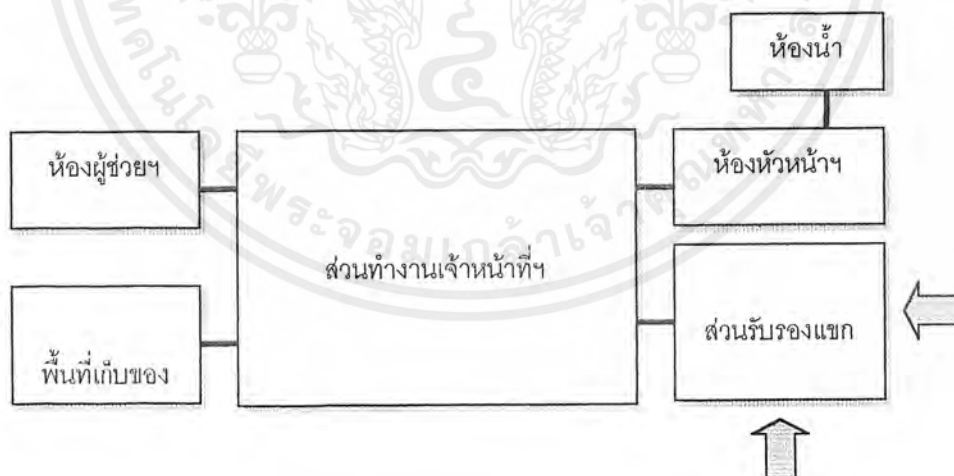 ห้องน้ำ
ห้องผู้ช่วยฯ
ห้องหัวหน้าฯ
ส่วนทำงานเจ้าหน้าที่ฯ
ส่วนรับรองแขก
พื้นที่เก็บของ